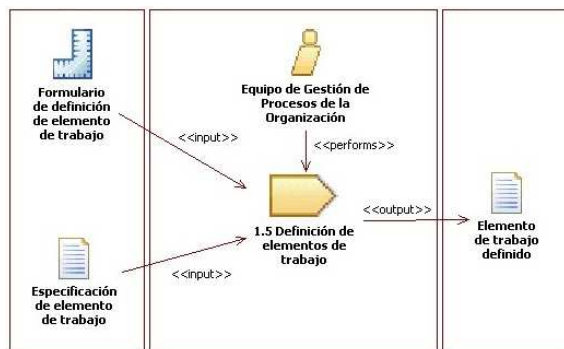 Formulario
de definición
de elemento
de trabajo
<<input>>
Especificación
de elemento
de trabajo
<<input>>
Equipo de Gestión de
Procesos de la
Organización
<<performs>>
1.5 Definición de
elementos de
trabajo
<<output>>
Elemento
de trabajo
definido